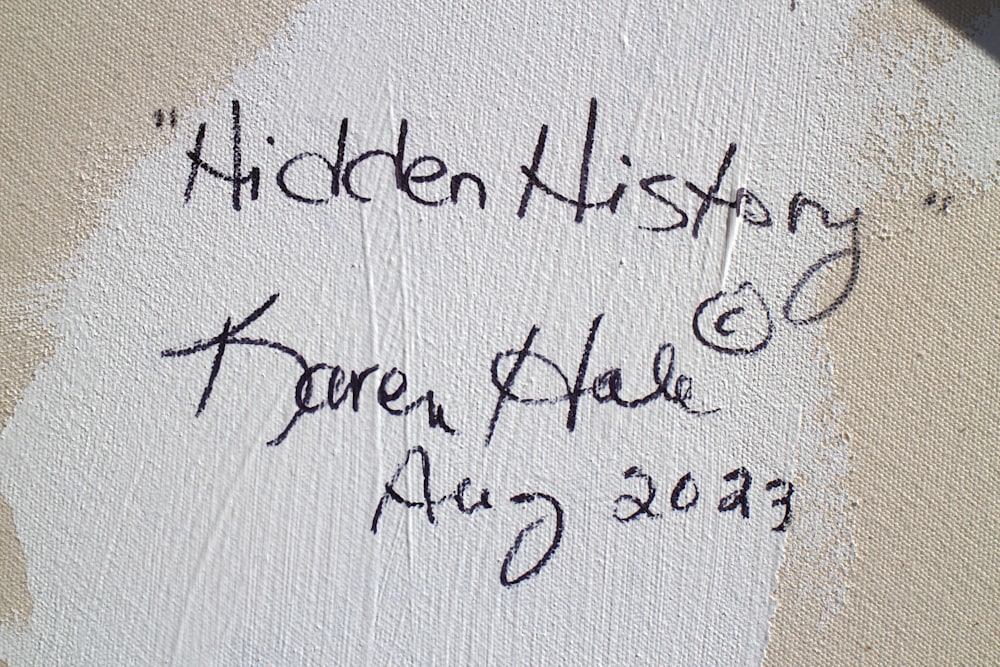 "Hidden History"
Karen Hale ©
Aug 2023